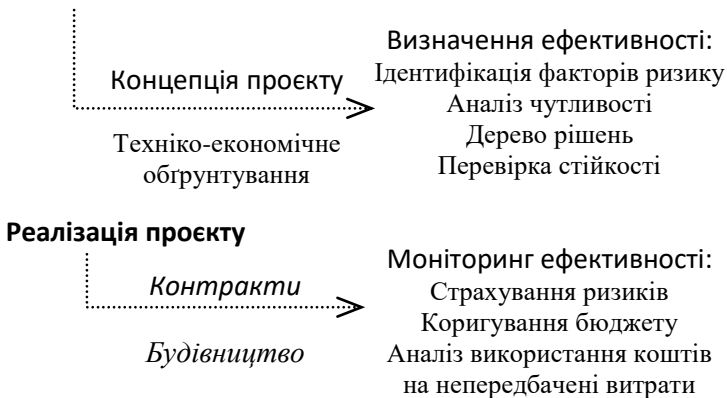 Концепція проєкту
Техніко-економічне
обґрунтування
Визначення ефективності:
Ідентифікація факторів ризику
Аналіз чутливості
Дерево рішень
Перевірка стійкості
Реалізація проєкту
Контракти
Будівництво
Моніторинг ефективності:
Страхування ризиків
Коригування бюджету
Аналіз використання коштів
на непередбачені витрати